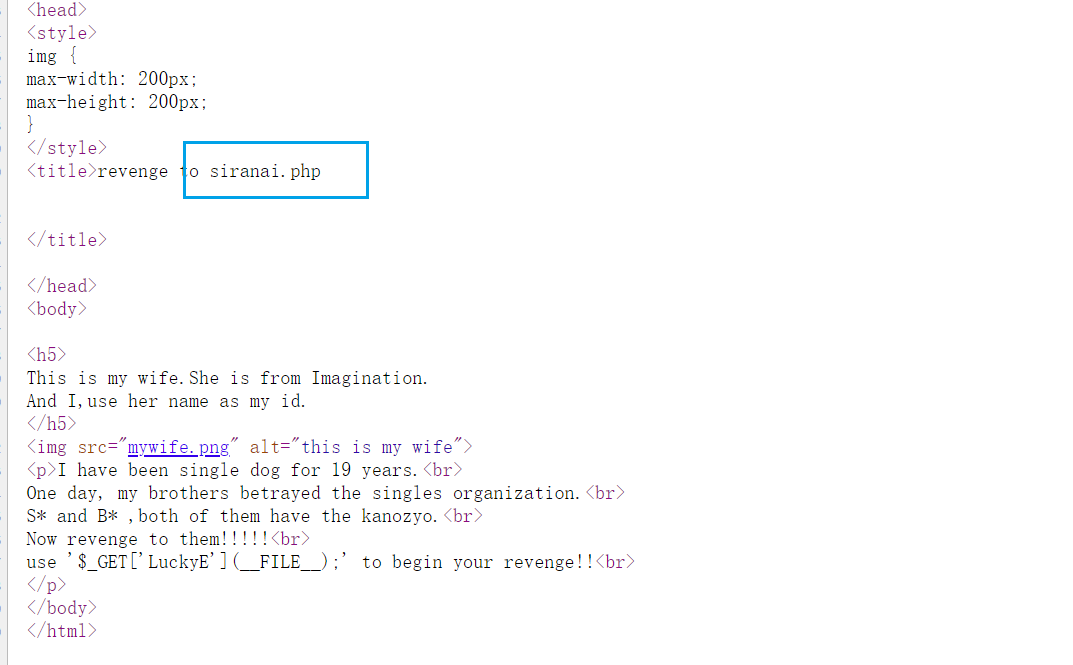 <head>
<style>
img {
max-width: 200px;
max-height: 200px;
}
</style>
<title>revenge to siranai.php
</title>
</head>
<body>
<h5>
This is my wife.She is from Imagination.
And I,use her name as my id.
</h5>
<img src="mywife.png" alt="this is my wife">
<p>I have been single dog for 19 years.<br>
One day, my brothers betrayed the singles organization.<br>
S* and B* ,both of them have the kanozyo.<br>
Now revenge to them!!!!!<br>
use '$_GET['LuckyE'](__FILE__);' to begin your revenge!!<br>
</p>
</body>
</html>